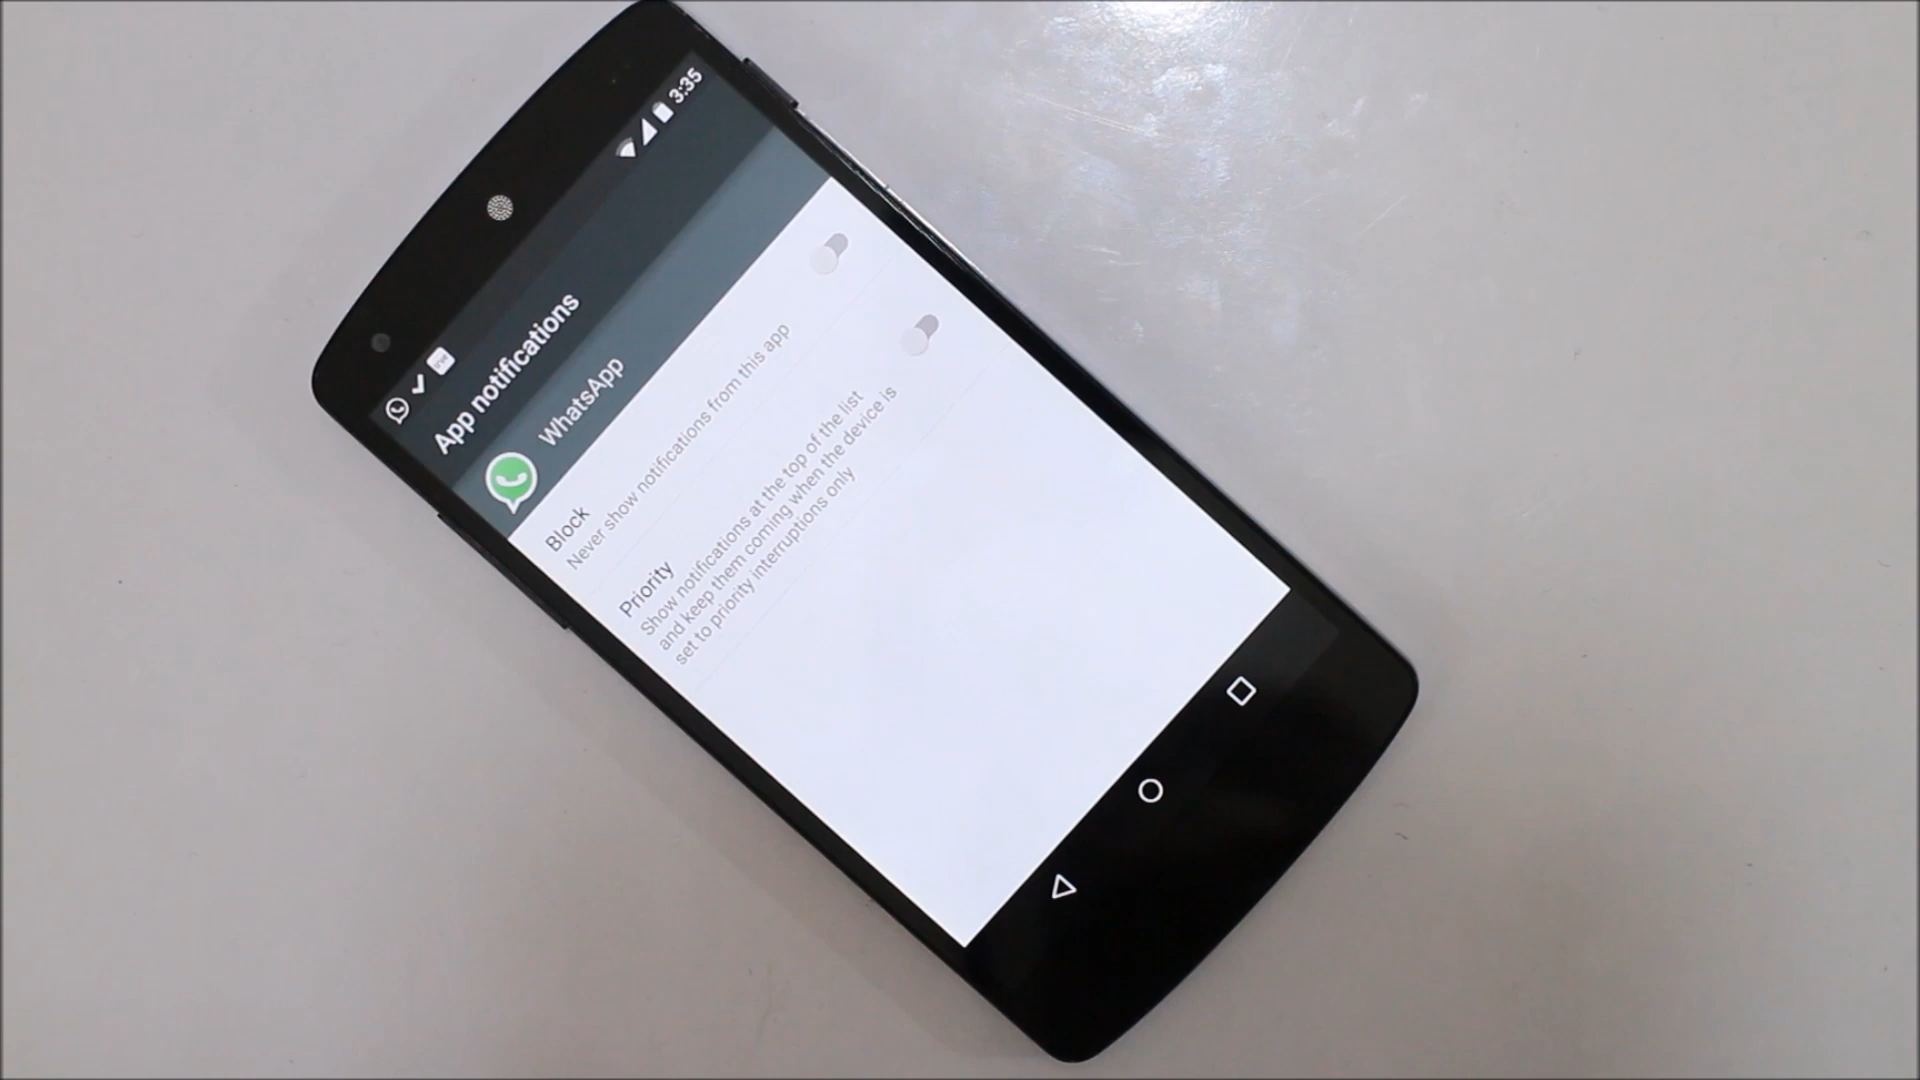 3:35
App notifications
WhatsApp
Block
Never show notifications from this app
Priority
Show notifications at the top of the list
and keep them coming when the device is
set to priority interruptions only